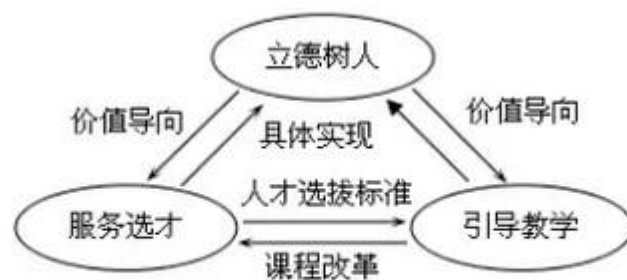 立德树人
价值导向
价值导向
具体实现
人才选拔标准
服务选才
引导教学
课程改革